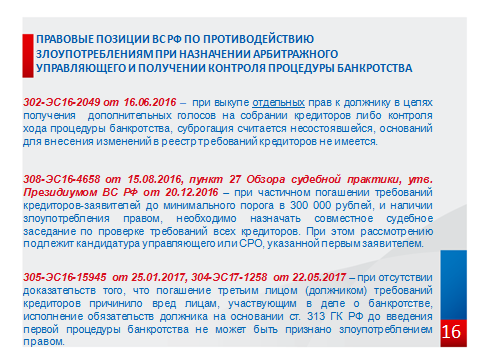 ПРАВОВЫЕ ПОЗИЦИИ ВС РФ ПО ПРОТИВОДЕЙСТВИЮ
ЗЛОУПОТРЕБЛЕНИЯМ ПРИ НАЗНАЧЕНИИ АРБИТРАЖНОГО
УПРАВЛЯЮЩЕГО И ПОЛУЧЕНИИ КОНТРОЛЯ ПРОЦЕДУРЫ БАНКРОТСТВА
302-ЭС16-2049 от 16.06.2016 – при выкупе отдельных прав к должнику в целях
получения дополнительных голосов на собрании кредиторов либо контроля
хода процедуры банкротства, суброгация считается несостоявшейся, оснований
для внесения изменений в реестр требований кредиторов не имеется.
308-ЭС16-4658 от 15.08.2016, пункт 27 Обзора судебной практики, утв.
Президиумом ВС РФ от 20.12.2016 – при частичном погашении требований
кредиторов-заявителей до минимального порога в 300 000 рублей, и наличии
злоупотребления правом, необходимо назначать совместное судебное
заседание по проверке требований всех кредиторов. При этом рассмотрению
подлежит кандидатура управляющего или СРО, указанной первым заявителем.
305-ЭС16-15945 от 25.01.2017, 304-ЭС17-1258 от 22.05.2017 – при отсутствии
доказательств того, что погашение третьим лицом (должником) требований
кредиторов причинило вред лицам, участвующим в деле о банкротстве,
исполнение обязательств должника на основании ст. 313 ГК РФ до введения
первой процедуры банкротства не может быть признано злоупотреблением
правом.
16